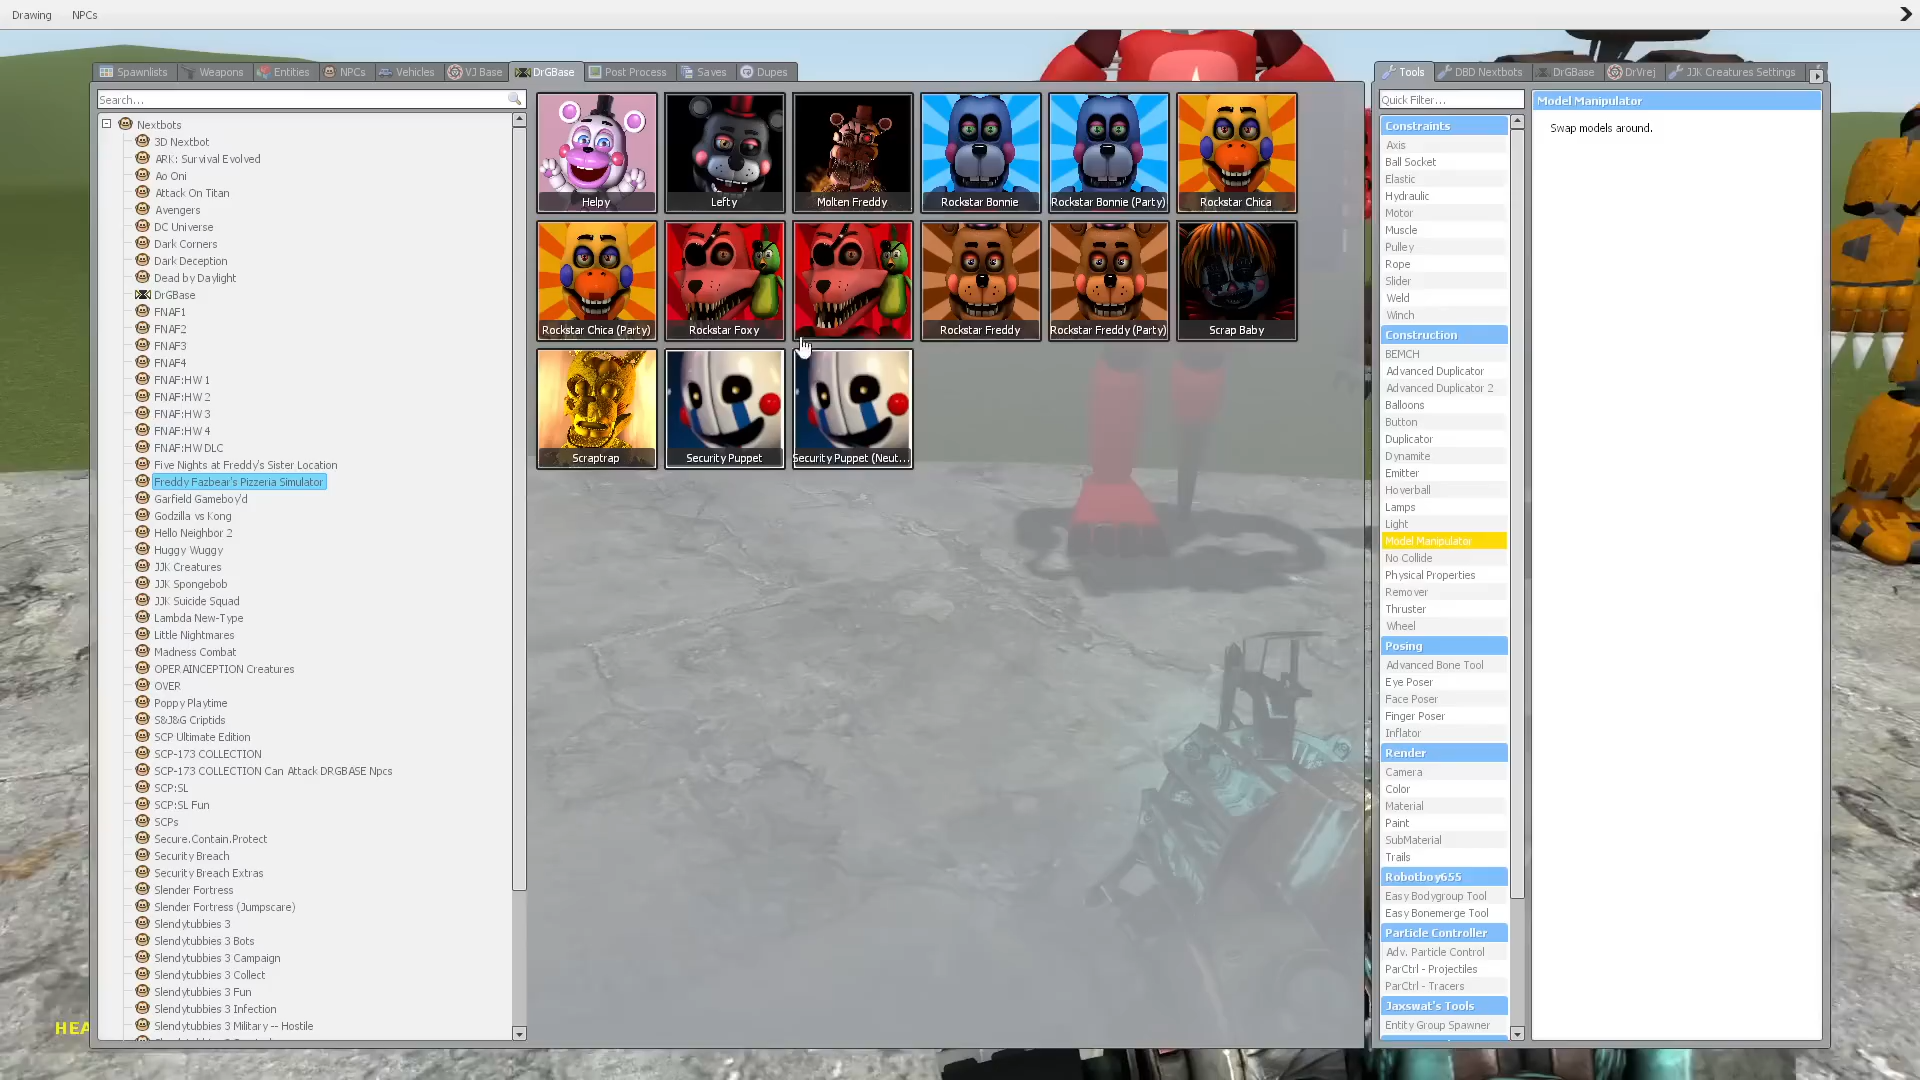 Drawing NPCs
Spawnlists Weapons Entities NPCs Vehicles VJ Base DrGBase Post Process Saves Dupes
Search...
Nextbots
3D Nextbot
ARK: Survival Evolved
Ao Oni
Attack On Titan
Avengers
DC Universe
Dark Corners
Dark Deception
Dead by Daylight
DrGBase
FNAF1
FNAF2
FNAF3
FNAF4
FNAF:HW 1
FNAF:HW 2
FNAF:HW 3
FNAF:HW 4
FNAF:HW DLC
Five Nights at Freddy's Sister Location
Freddy Fazbear's Pizzeria Simulator
Garfield Gameboy'd
Godzilla vs Kong
Hello Neighbor 2
Huggy Wuggy
JJK Creatures
JJK Spongebob
JJK Suicide Squad
Lambda New-Type
Little Nightmares
Madness Combat
OPERAINCEPTION Creatures
OVER
Poppy Playtime
S&J&G Criptids
SCP Ultimate Edition
SCP-173 COLLECTION
SCP-173 COLLECTION Can Attack DRGBASE Npcs
SCP:SL
SCP:SL Fun
SCPs
Secure.Contain.Protect
Security Breach
Security Breach Extras
Slender Fortress
Slender Fortress (Jumpscare)
Slendytubbies 3
Slendytubbies 3 Bots
Slendytubbies 3 Campaign
Slendytubbies 3 Collect
Slendytubbies 3 Fun
Slendytubbies 3 Infection
Slendytubbies 3 Military -- Hostile
HEA
Helpy Lefty Molten Freddy Rockstar Bonnie Rockstar Bonnie (Party) Rockstar Chica
Rockstar Chica (Party) Rockstar Foxy Rockstar Freddy Rockstar Freddy (Party) Scrap Baby
Scraptrap Security Puppet Security Puppet (Neut...
Tools DBD Nextbots DrGBase DrVrej JJK Creatures Settings
Quick Filter...
Constraints
Axis
Ball Socket
Elastic
Hydraulic
Motor
Muscle
Pulley
Rope
Slider
Weld
Winch
Construction
BEMCH
Advanced Duplicator
Advanced Duplicator 2
Balloons
Button
Duplicator
Dynamite
Emitter
Hoverball
Lamps
Light
Model Manipulator
No Collide
Physical Properties
Remover
Thruster
Wheel
Posing
Advanced Bone Tool
Eye Poser
Face Poser
Finger Poser
Inflator
Render
Camera
Color
Material
Paint
SubMaterial
Trails
Robotboy655
Easy Bodygroup Tool
Easy Bonemerge Tool
Particle Controller
Adv. Particle Control
ParCtrl - Projectiles
ParCtrl - Tracers
Jaxswat's Tools
Entity Group Spawner
Model Manipulator
Swap models around.